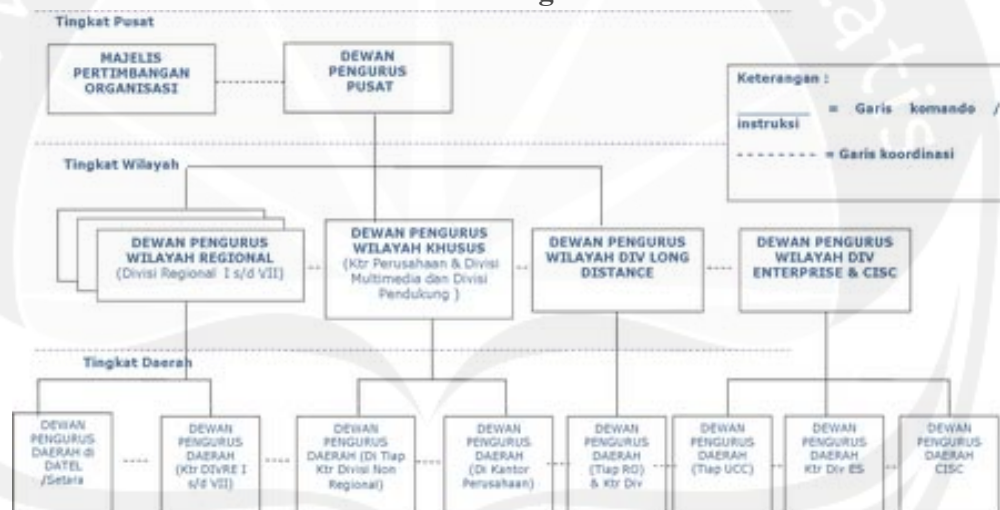 Tingkat Pusat
MAJELIS
PERTIMBANGAN
ORGANISASI
DEWAN
PENGURUS
PUSAT
Keterangan :
= Garis komando /
instruksi
= Garis koordinasi
Tingkat Wilayah
DEWAN PENGURUS
WILAYAH REGIONAL
(Divisi Regional I s/d VII)
DEWAN PENGURUS
WILAYAH KHUSUS
(Ktr Perusahaan & Divisi
Multimedia dan Divisi
Pendukung )
DEWAN PENGURUS
WILAYAH DIV LONG
DISTANCE
DEWAN PENGURUS
WILAYAH DIV
ENTERPRISE & CISC
Tingkat Daerah
DEWAN
PENGURUS
DAERAH di
DATEL
/Setara
DEWAN
PENGURUS
DAERAH
(Ktr DIVRE I
s/d VII)
DEWAN
PENGURUS
DAERAH (Di Tiap
Ktr Divisi Non
Regional)
DEWAN
PENGURUS
DAERAH
(Di Kantor
Perusahaan)
DEWAN
PENGURUS
DAERAH
(Tiap RO)
& Ktr Div
DEWAN
PENGURUS
DAERAH
(Tiap UCC)
DEWAN
PENGURUS
DAERAH
Ktr Div ES
DEWAN
PENGURUS
DAERAH
CISC